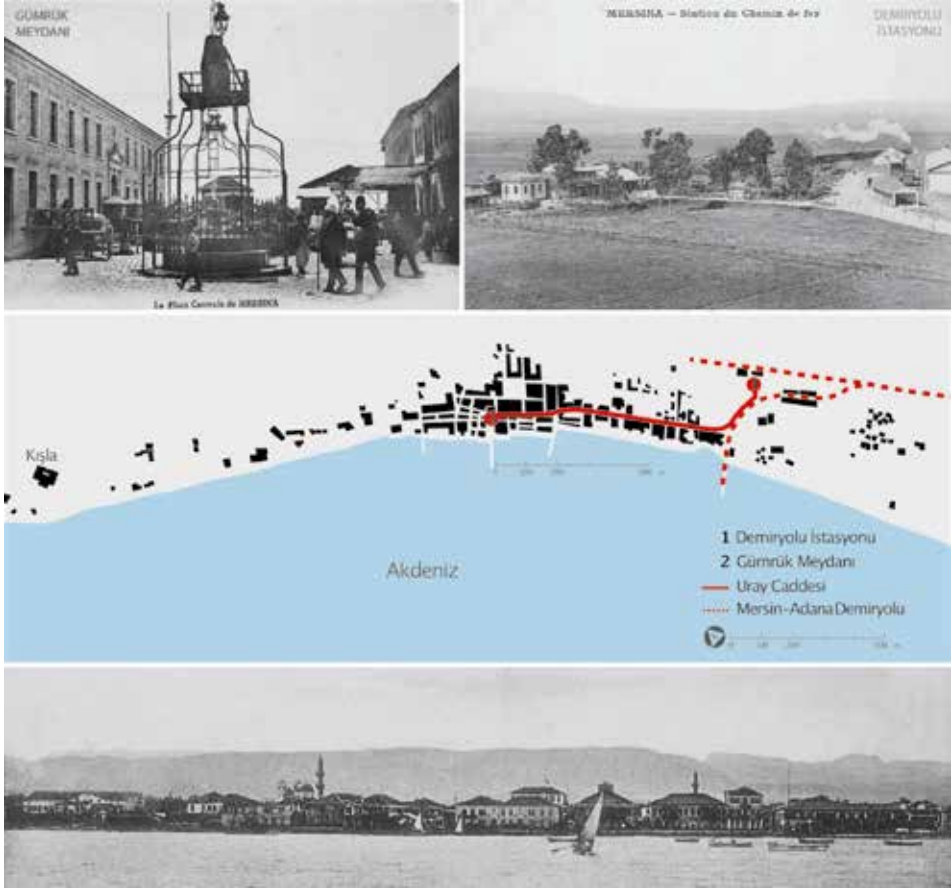 GÜMRÜK
MEYDANI
La Place Centrale de MERSINA
MERSINA — Station du Chemin de fer
DEMİRYOLU
İSTASYONU
Kışla
Akdeniz
1 Demiryolu İstasyonu
2 Gümrük Meydanı
Uray Caddesi
Mersin-Adana Demiryolu